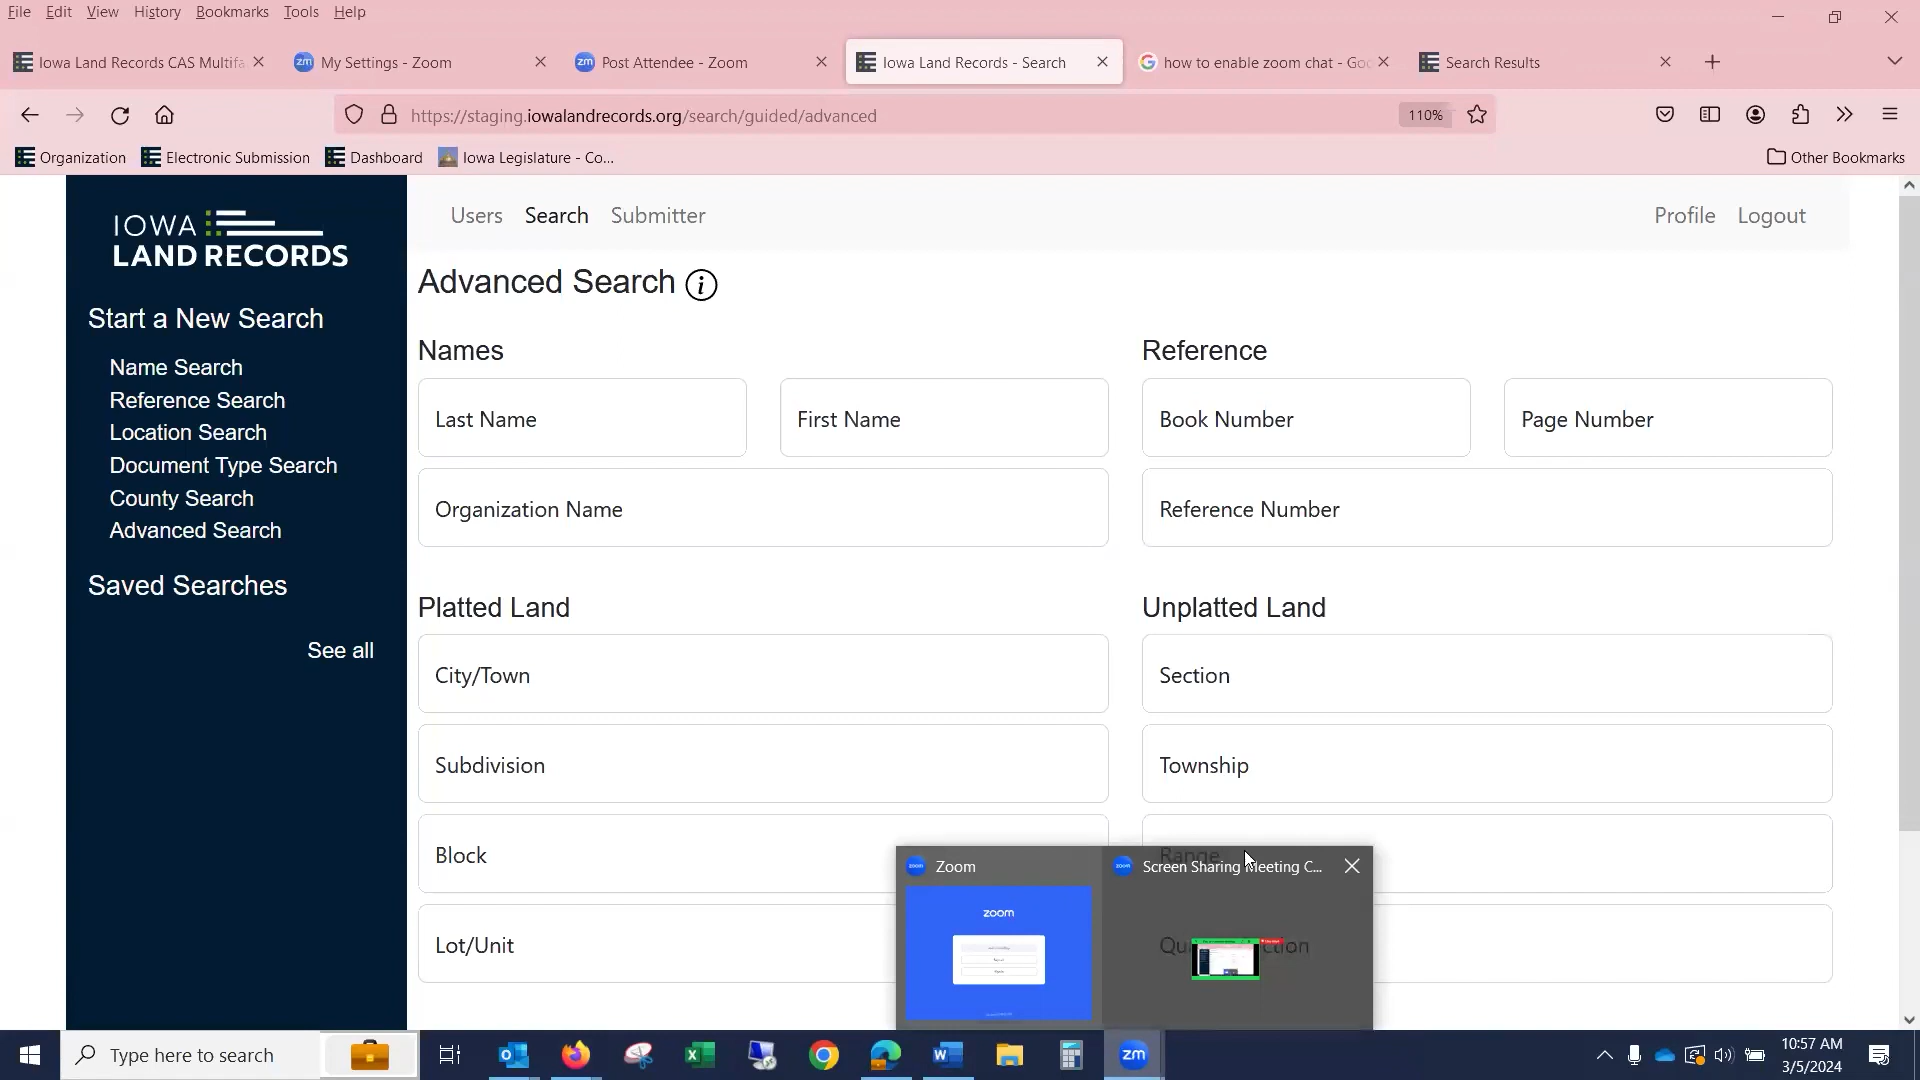 File Edit View History Bookmarks Tools Help
Iowa Land Records CAS Multifa
My Settings - Zoom
Post Attendee - Zoom
Iowa Land Records - Search
how to enable zoom chat - Goo
Search Results
https://staging.iowalandrecords.org/search/guided/advanced
110%
Organization Electronic Submission Dashboard Iowa Legislature - Co...
Other Bookmarks
IOWA
LAND RECORDS
Start a New Search
Name Search
Reference Search
Location Search
Document Type Search
County Search
Advanced Search
Saved Searches
See all
Users Search Submitter
Profile Logout
Advanced Search i
Names
Last Name
First Name
Organization Name
Reference
Book Number
Page Number
Reference Number
Platted Land
City/Town
Subdivision
Block
Lot/Unit
Unplatted Land
Section
Township
Range
Zoom
Screen Sharing Meeting C...
zoom
Type here to search
zm
10:57 AM
3/5/2024